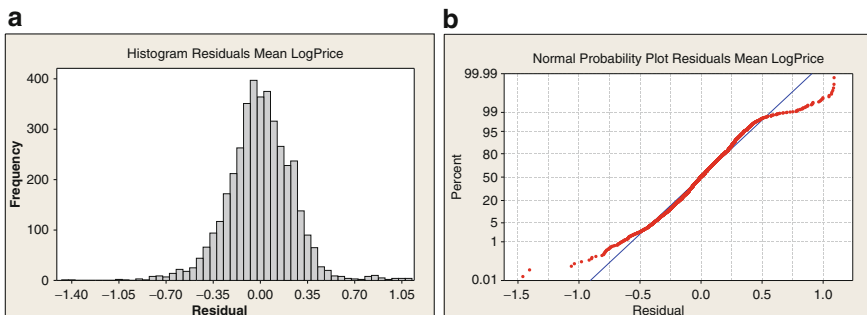 a
Histogram Residuals Mean LogPrice
Frequency
400
300
200
100
0
−1.40 −1.05 −0.70 −0.35 0.00 0.35 0.70 1.05
Residual
b
Normal Probability Plot Residuals Mean LogPrice
Percent
99.99
99
95
80
50
20
5
1
0.01
−1.5 −1.0 −0.5 0.0 0.5 1.0
Residual